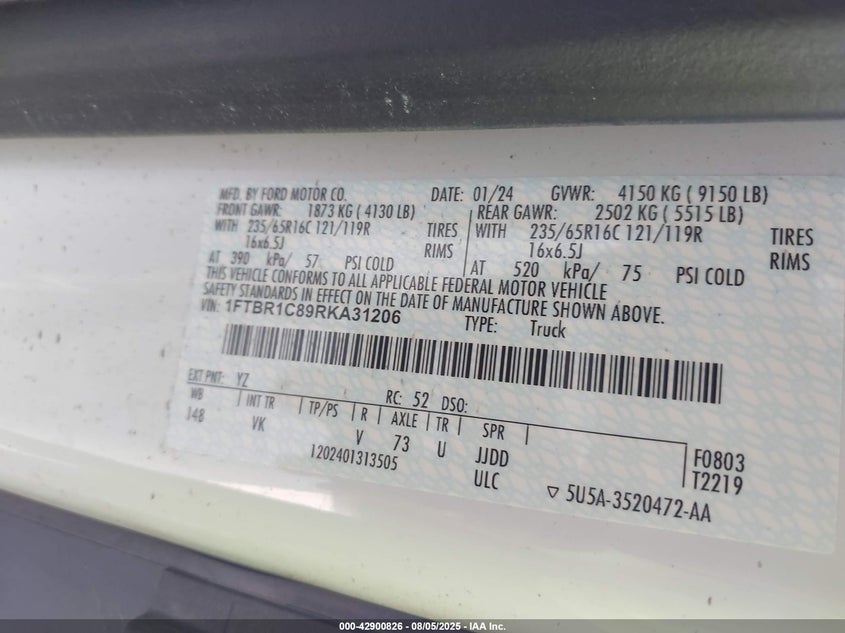 MFD. BY FORD MOTOR CO. DATE: 01/24 GVWR: 4150 KG ( 9150 LB)
FRONT GAWR: 1873 KG ( 4130 LB) REAR GAWR: 2502 KG ( 5515 LB)
WITH 235/65R16C 121/119R TIRES WITH 235/65R16C 121/119R TIRES
16x6.5J RIMS 16x6.5J RIMS
AT 390 kPa/ 57 PSI COLD AT 520 kPa/ 75 PSI COLD
THIS VEHICLE CONFORMS TO ALL APPLICABLE FEDERAL MOTOR VEHICLE
SAFETY STANDARDS IN EFFECT ON THE DATE OF MANUFACTURE SHOWN ABOVE.
VIN: 1FTBR1C89RKA31206 TYPE: Truck
EXT PNT: YZ RC: 52 DSO:
WB INT TR TP/PS R AXLE TR SPR
148 VK V 73 U JJDD F0803
1202401313505 ULC T2219
▽ 5U5A-3520472-AA
000-42900826 - 08/05/2025 - IAA Inc.